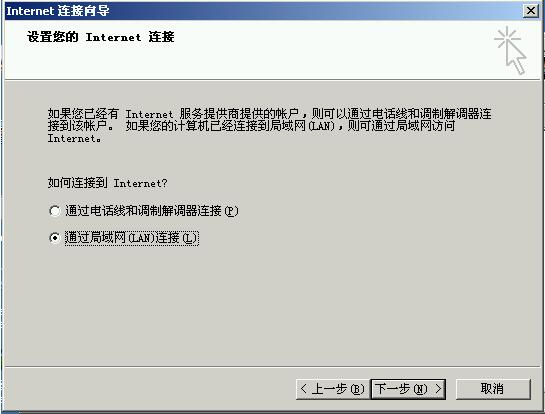 Internet 连接向导
设置您的 Internet 连接
如果您已经有 Internet 服务提供商提供的帐户，则可以通过电话线和调制解调器连
接到该帐户。 如果您的计算机已经连接到局域网(LAN)，则可通过局域网访问
Internet。
如何连接到 Internet?
通过电话线和调制解调器连接(P)
通过局域网(LAN)连接(L)
< 上一步(B) 下一步(N) > 取消